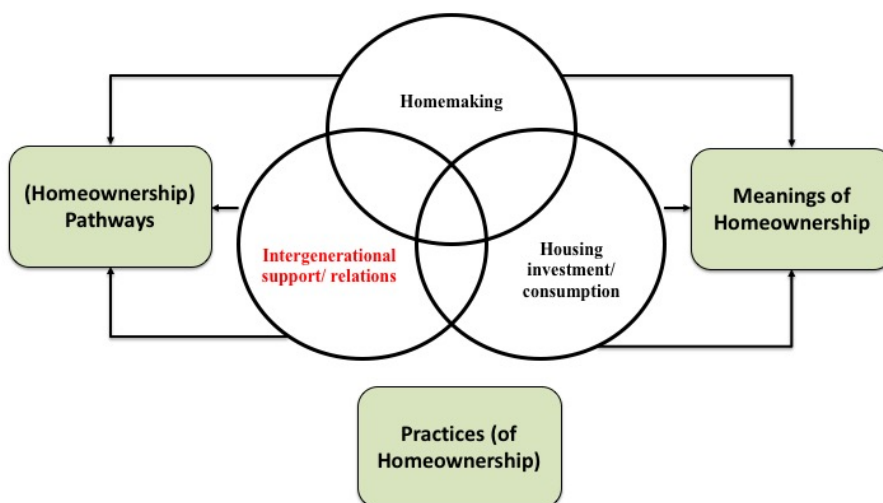 Homemaking
(Homeownership)
Pathways
Intergenerational
support/ relations
Housing
investment/
consumption
Meanings of
Homeownership
Practices (of
Homeownership)